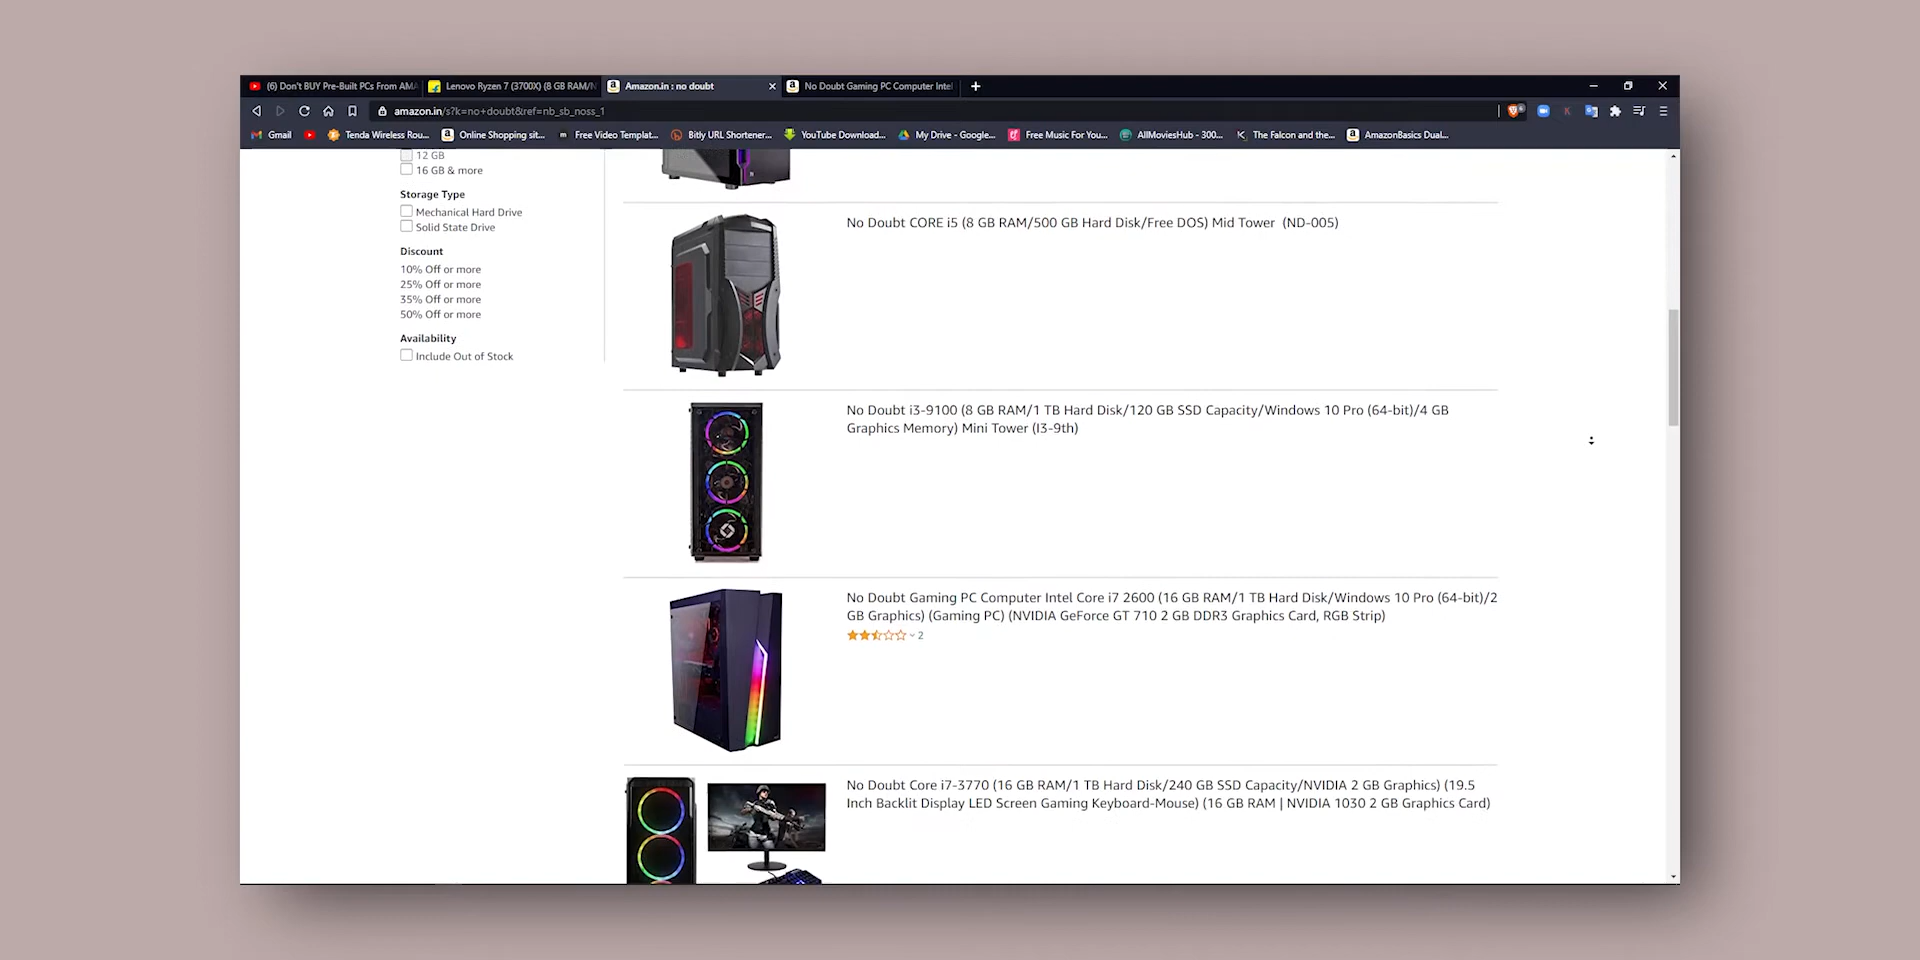 (6) Don't BUY Pre-Built PCs From AMA
Lenovo Ryzen 7 (3700X) (8 GB RAM/
Amazon.in : no doubt
No Doubt Gaming PC Computer Intel
amazon.in/s?k=no+doubt&ref=nb_sb_noss_1
Gmail
Tenda Wireless Rou...
Online Shopping sit...
Free Video Templat...
Bitly URL Shortener...
YouTube Download...
My Drive - Google...
Free Music For You...
AllMoviesHub - 300...
The Falcon and the...
AmazonBasics Dual...
12 GB
16 GB & more
Storage Type
Mechanical Hard Drive
Solid State Drive
Discount
10% Off or more
25% Off or more
35% Off or more
50% Off or more
Availability
Include Out of Stock
No Doubt CORE i5 (8 GB RAM/500 GB Hard Disk/Free DOS) Mid Tower (ND-005)
No Doubt i3-9100 (8 GB RAM/1 TB Hard Disk/120 GB SSD Capacity/Windows 10 Pro (64-bit)/4 GB
Graphics Memory) Mini Tower (I3-9th)
No Doubt Gaming PC Computer Intel Core i7 2600 (16 GB RAM/1 TB Hard Disk/Windows 10 Pro (64-bit)/2
GB Graphics) (Gaming PC) (NVIDIA GeForce GT 710 2 GB DDR3 Graphics Card, RGB Strip)
2
No Doubt Core i7-3770 (16 GB RAM/1 TB Hard Disk/240 GB SSD Capacity/NVIDIA 2 GB Graphics) (19.5
Inch Backlit Display LED Screen Gaming Keyboard-Mouse) (16 GB RAM | NVIDIA 1030 2 GB Graphics Card)